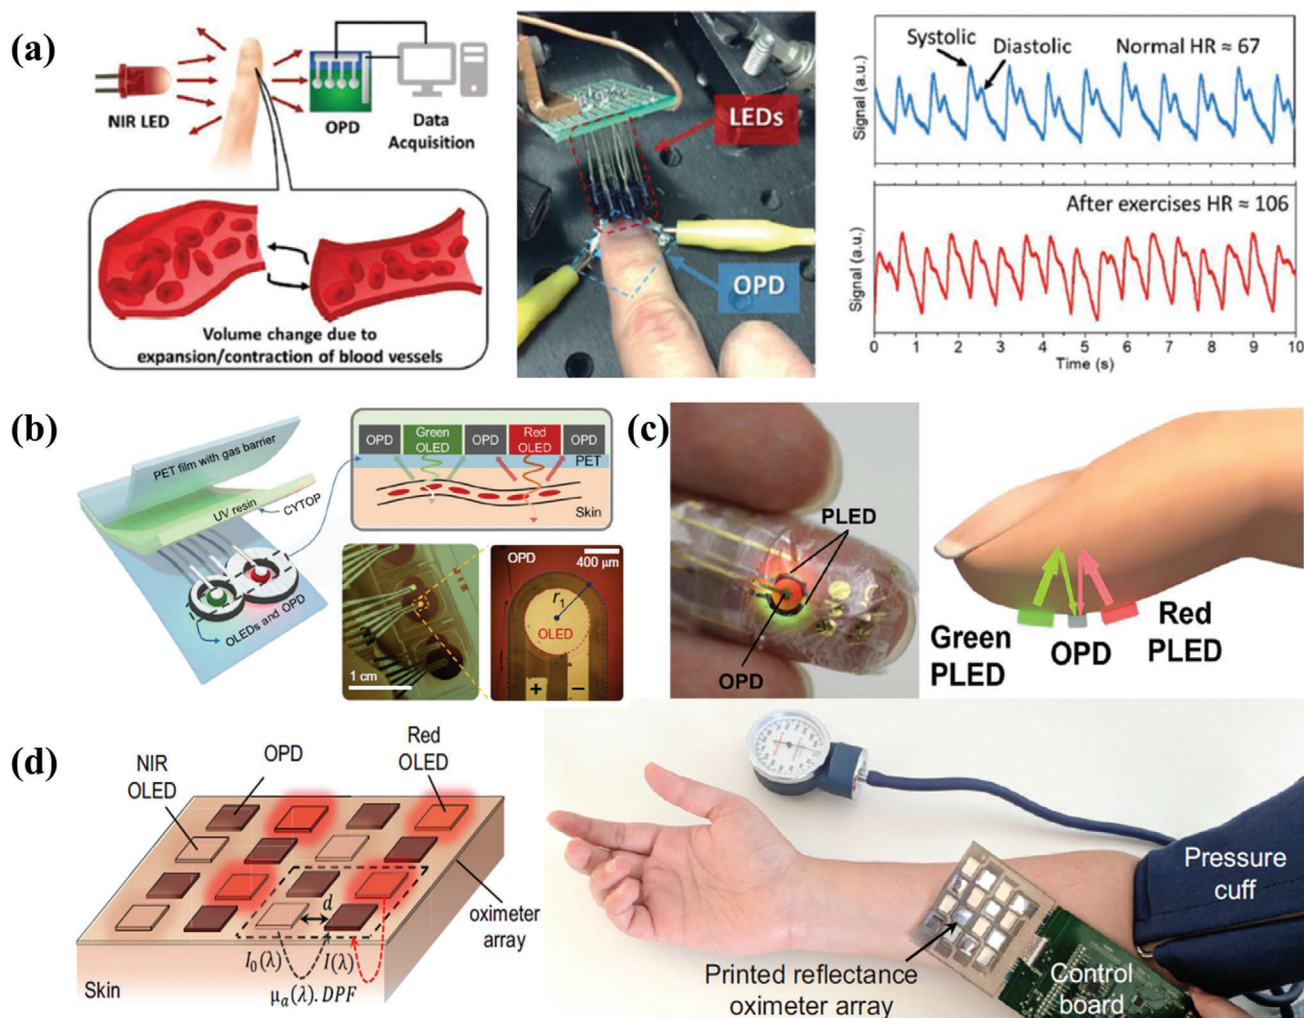 (a)
NIR LED
OPD
Data
Acquisition
Volume change due to
expansion/contraction of blood vessels
LEDs
OPD
Systolic
Diastolic
Normal HR ≈ 67
Signal (a.u.)
After exercises HR ≈ 106
Signal (a.u.)
0 1 2 3 4 5 6 7 8 9 10
Time (s)
(b)
PET film with gas barrier
UV resin
CYTOP
OLEDs and OPD
OPD
Green
OLED
OPD
Red
OLED
OPD
PET
Skin
1 cm
OPD
400 μm
r₁
OLED
+
−
(c)
PLED
OPD
Green
PLED
OPD
Red
PLED
(d)
NIR
OLED
OPD
Red
OLED
d
oximeter
array
I₀(λ)
I(λ)
μₐ(λ).DPF
Skin
Pressure
cuff
Printed reflectance
oximeter array
Control
board